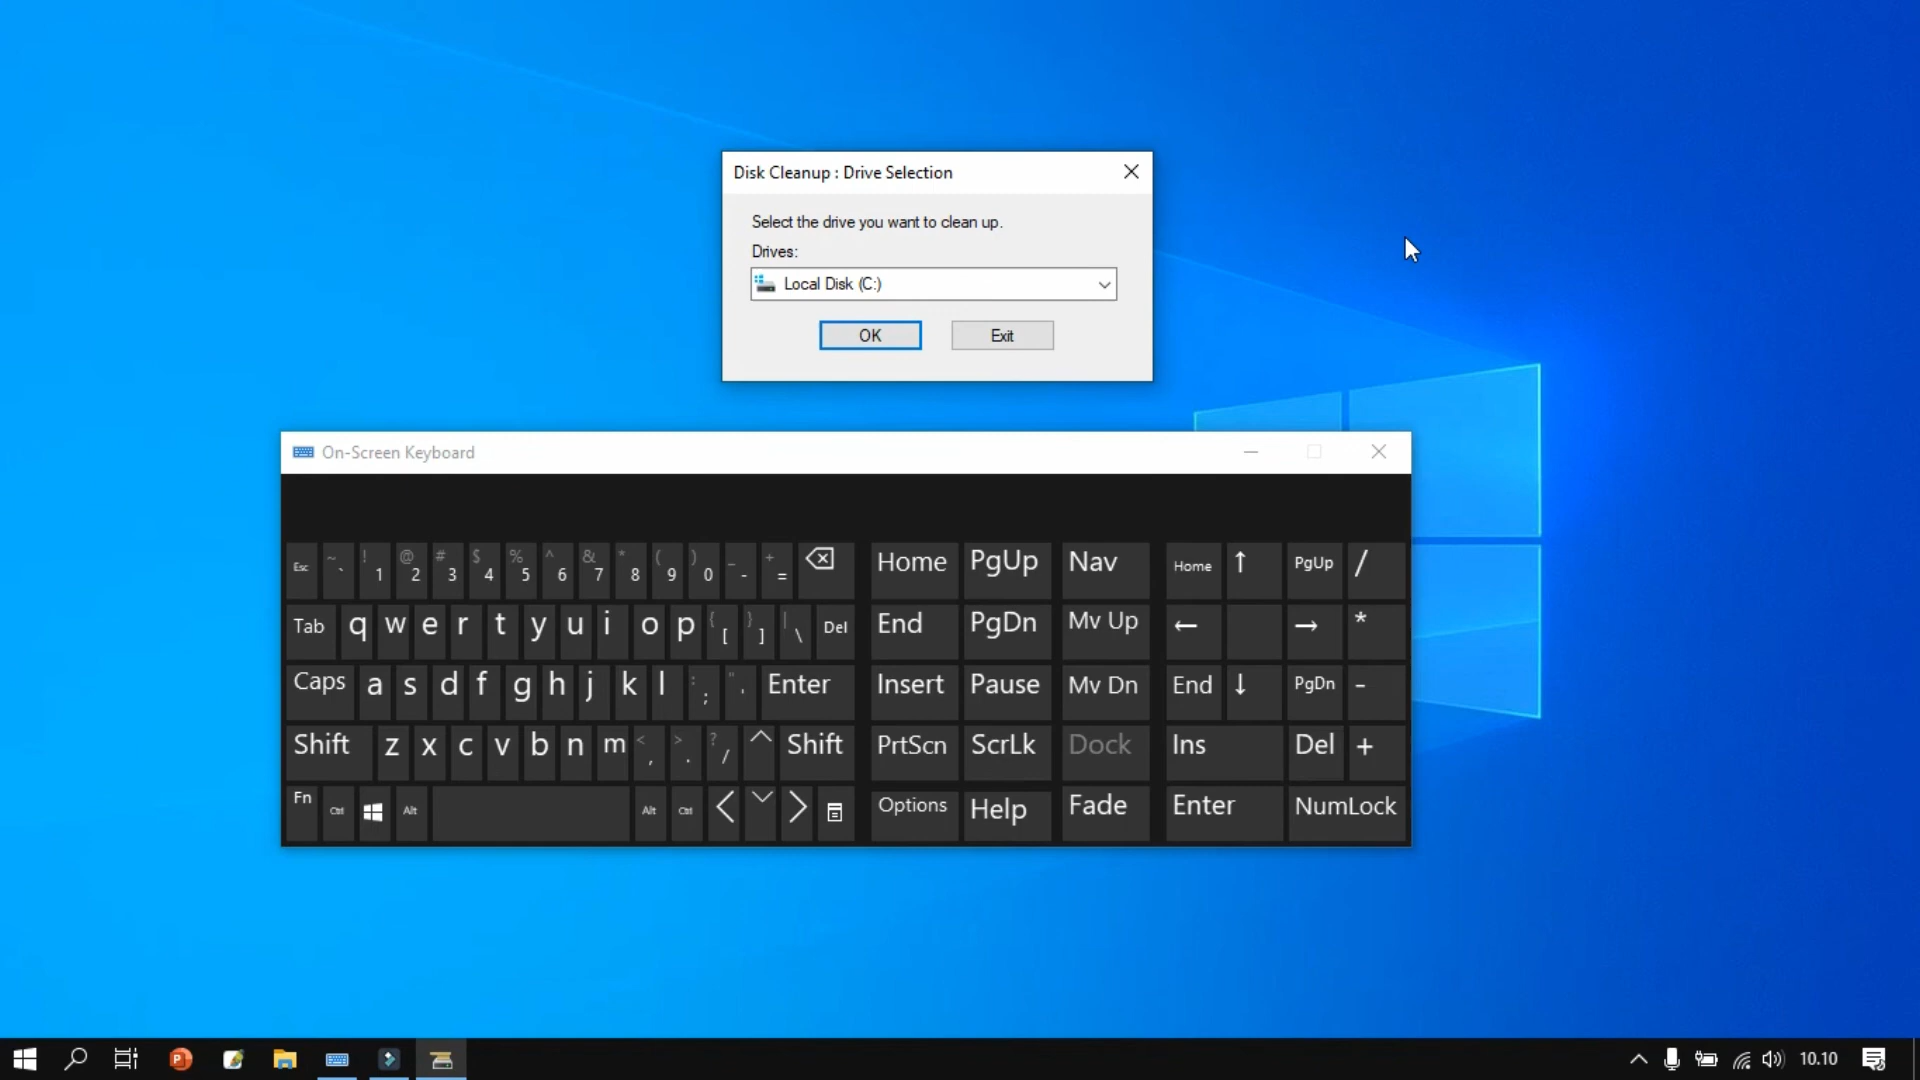 Disk Cleanup : Drive Selection
Select the drive you want to clean up.
Drives:
Local Disk (C:)
OK Exit
On-Screen Keyboard
Esc ~ ` ! 1 @ 2 # 3 $ 4 % 5 ^ 6 & 7 * 8 ( 9 ) 0 _ - + = Home PgUp Nav Home ↑ PgUp /
Tab q w e r t y u i o p { [ } ] | \ Del End PgDn Mv Up ← → *
Caps a s d f g h j k l : ; " ' Enter Insert Pause Mv Dn End ↓ PgDn -
Shift z x c v b n m < , > . ? / Shift PrtScn ScrLk Dock Ins Del +
Fn Ctrl Alt Alt Ctrl Options Help Fade Enter NumLock
10.10